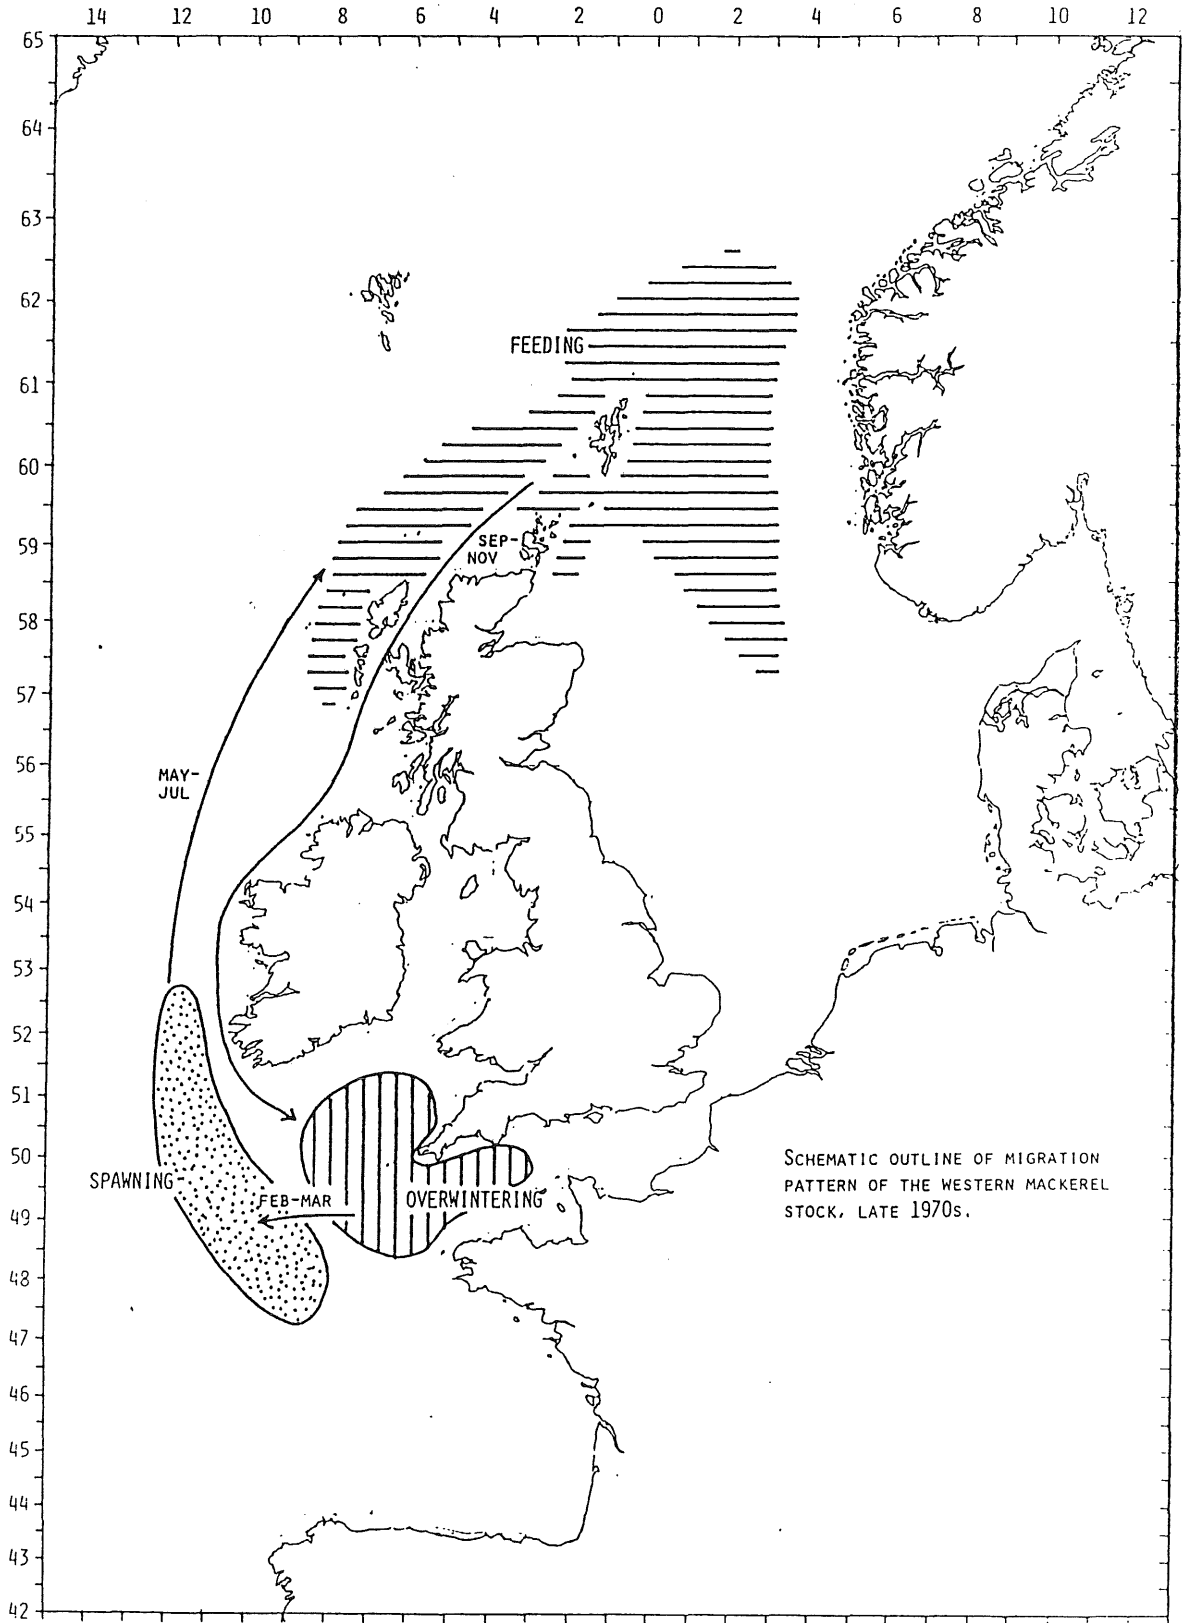 14 12 10 8 6 4 2 0 2 4 6 8 10 12
65
64
63
62
FEEDING
61
60
SEP-
NOV
59
58
57
MAY-
JUL
56
55
54
53
52
51
50
SPAWNING
FEB-MAR
OVERWINTERING
SCHEMATIC OUTLINE OF MIGRATION
PATTERN OF THE WESTERN MACKEREL
STOCK, LATE 1970s.
49
48
47
46
45
44
43
42